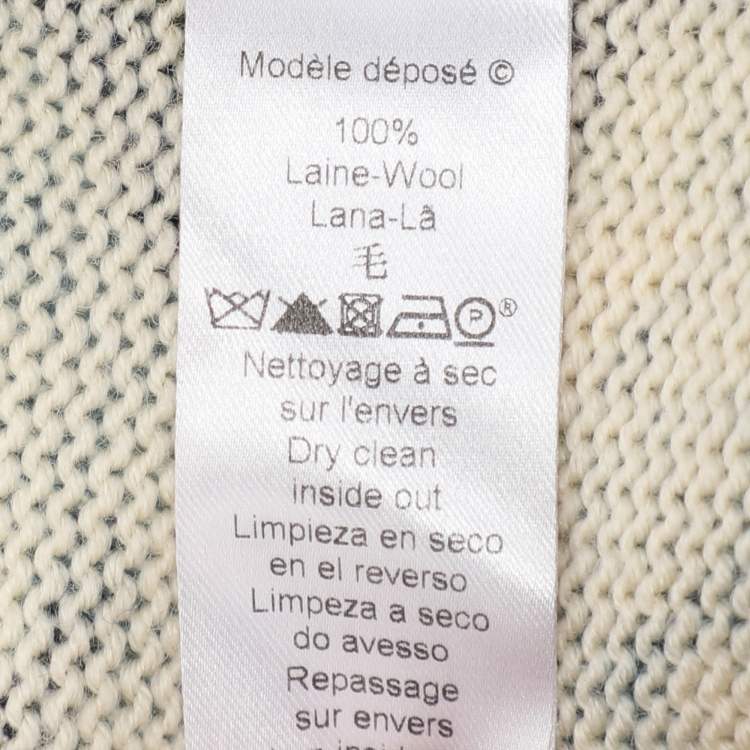 Modèle déposé ©
100%
Laine-Wool
Lana-Lã
毛
P ®
Nettoyage à sec
sur l'envers
Dry clean
inside out
Limpieza en seco
en el reverso
Limpeza a seco
do avesso
Repassage
sur envers